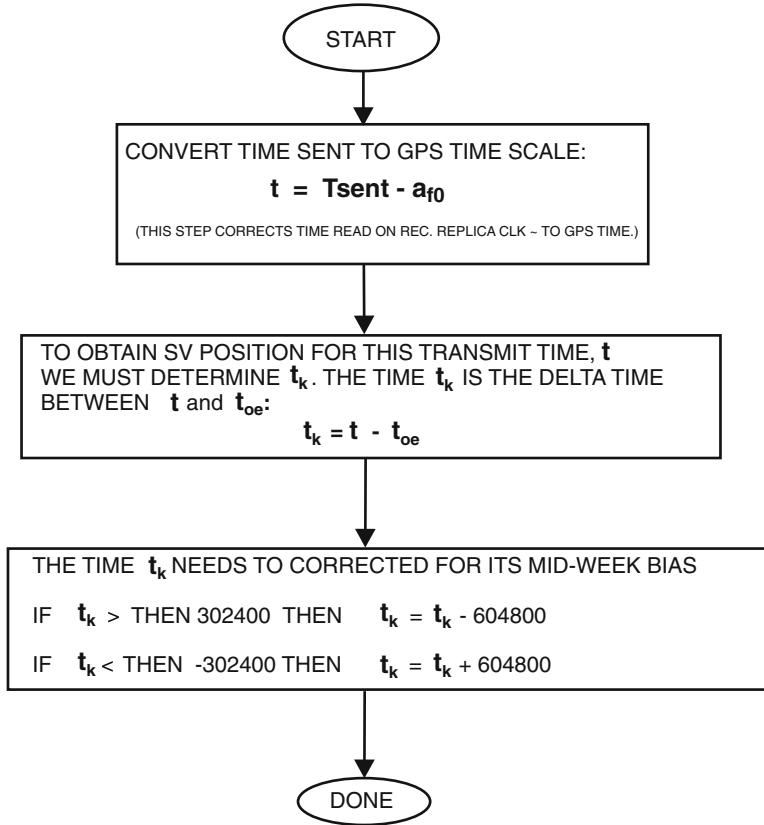 START
CONVERT TIME SENT TO GPS TIME SCALE:
t = Tsent - af0
(THIS STEP CORRECTS TIME READ ON REC. REPLICA CLK ~ TO GPS TIME.)
TO OBTAIN SV POSITION FOR THIS TRANSMIT TIME, t
WE MUST DETERMINE tk. THE TIME tk IS THE DELTA TIME
BETWEEN t and toe:
tk = t - toe
THE TIME tk NEEDS TO CORRECTED FOR ITS MID-WEEK BIAS
IF tk > THEN 302400 THEN tk = tk - 604800
IF tk < THEN -302400 THEN tk = tk + 604800
DONE